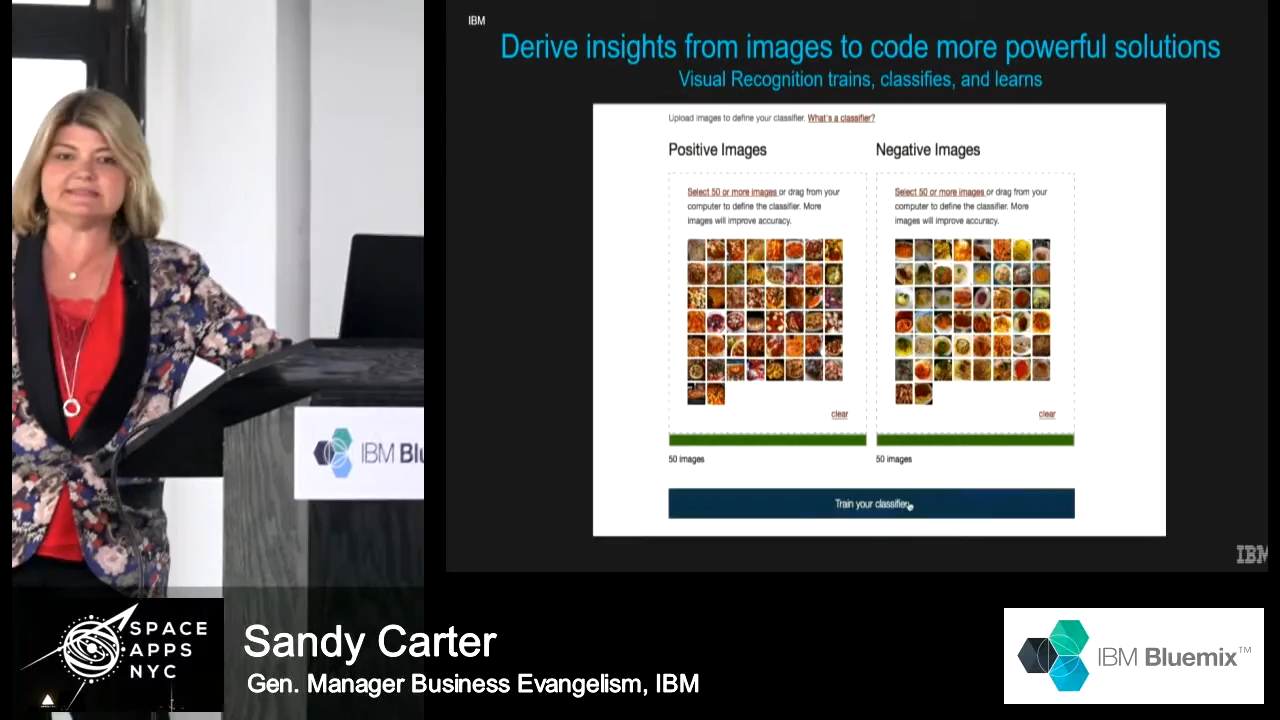 IBM
Derive insights from images to code more powerful solutions
Visual Recognition trains, classifies, and learns
Upload images to define your classifier. What's a classifier?
Positive Images
Select 50 or more images or drag from your
computer to define the classifier. More
images will improve accuracy.
clear
50 images
Negative Images
Select 50 or more images or drag from your
computer to define the classifier. More
images will improve accuracy.
clear
50 images
Train your classifier
IBM
IBM Blu
SPACE
APPS
NYC
Sandy Carter
Gen. Manager Business Evangelism, IBM
IBM Bluemix™